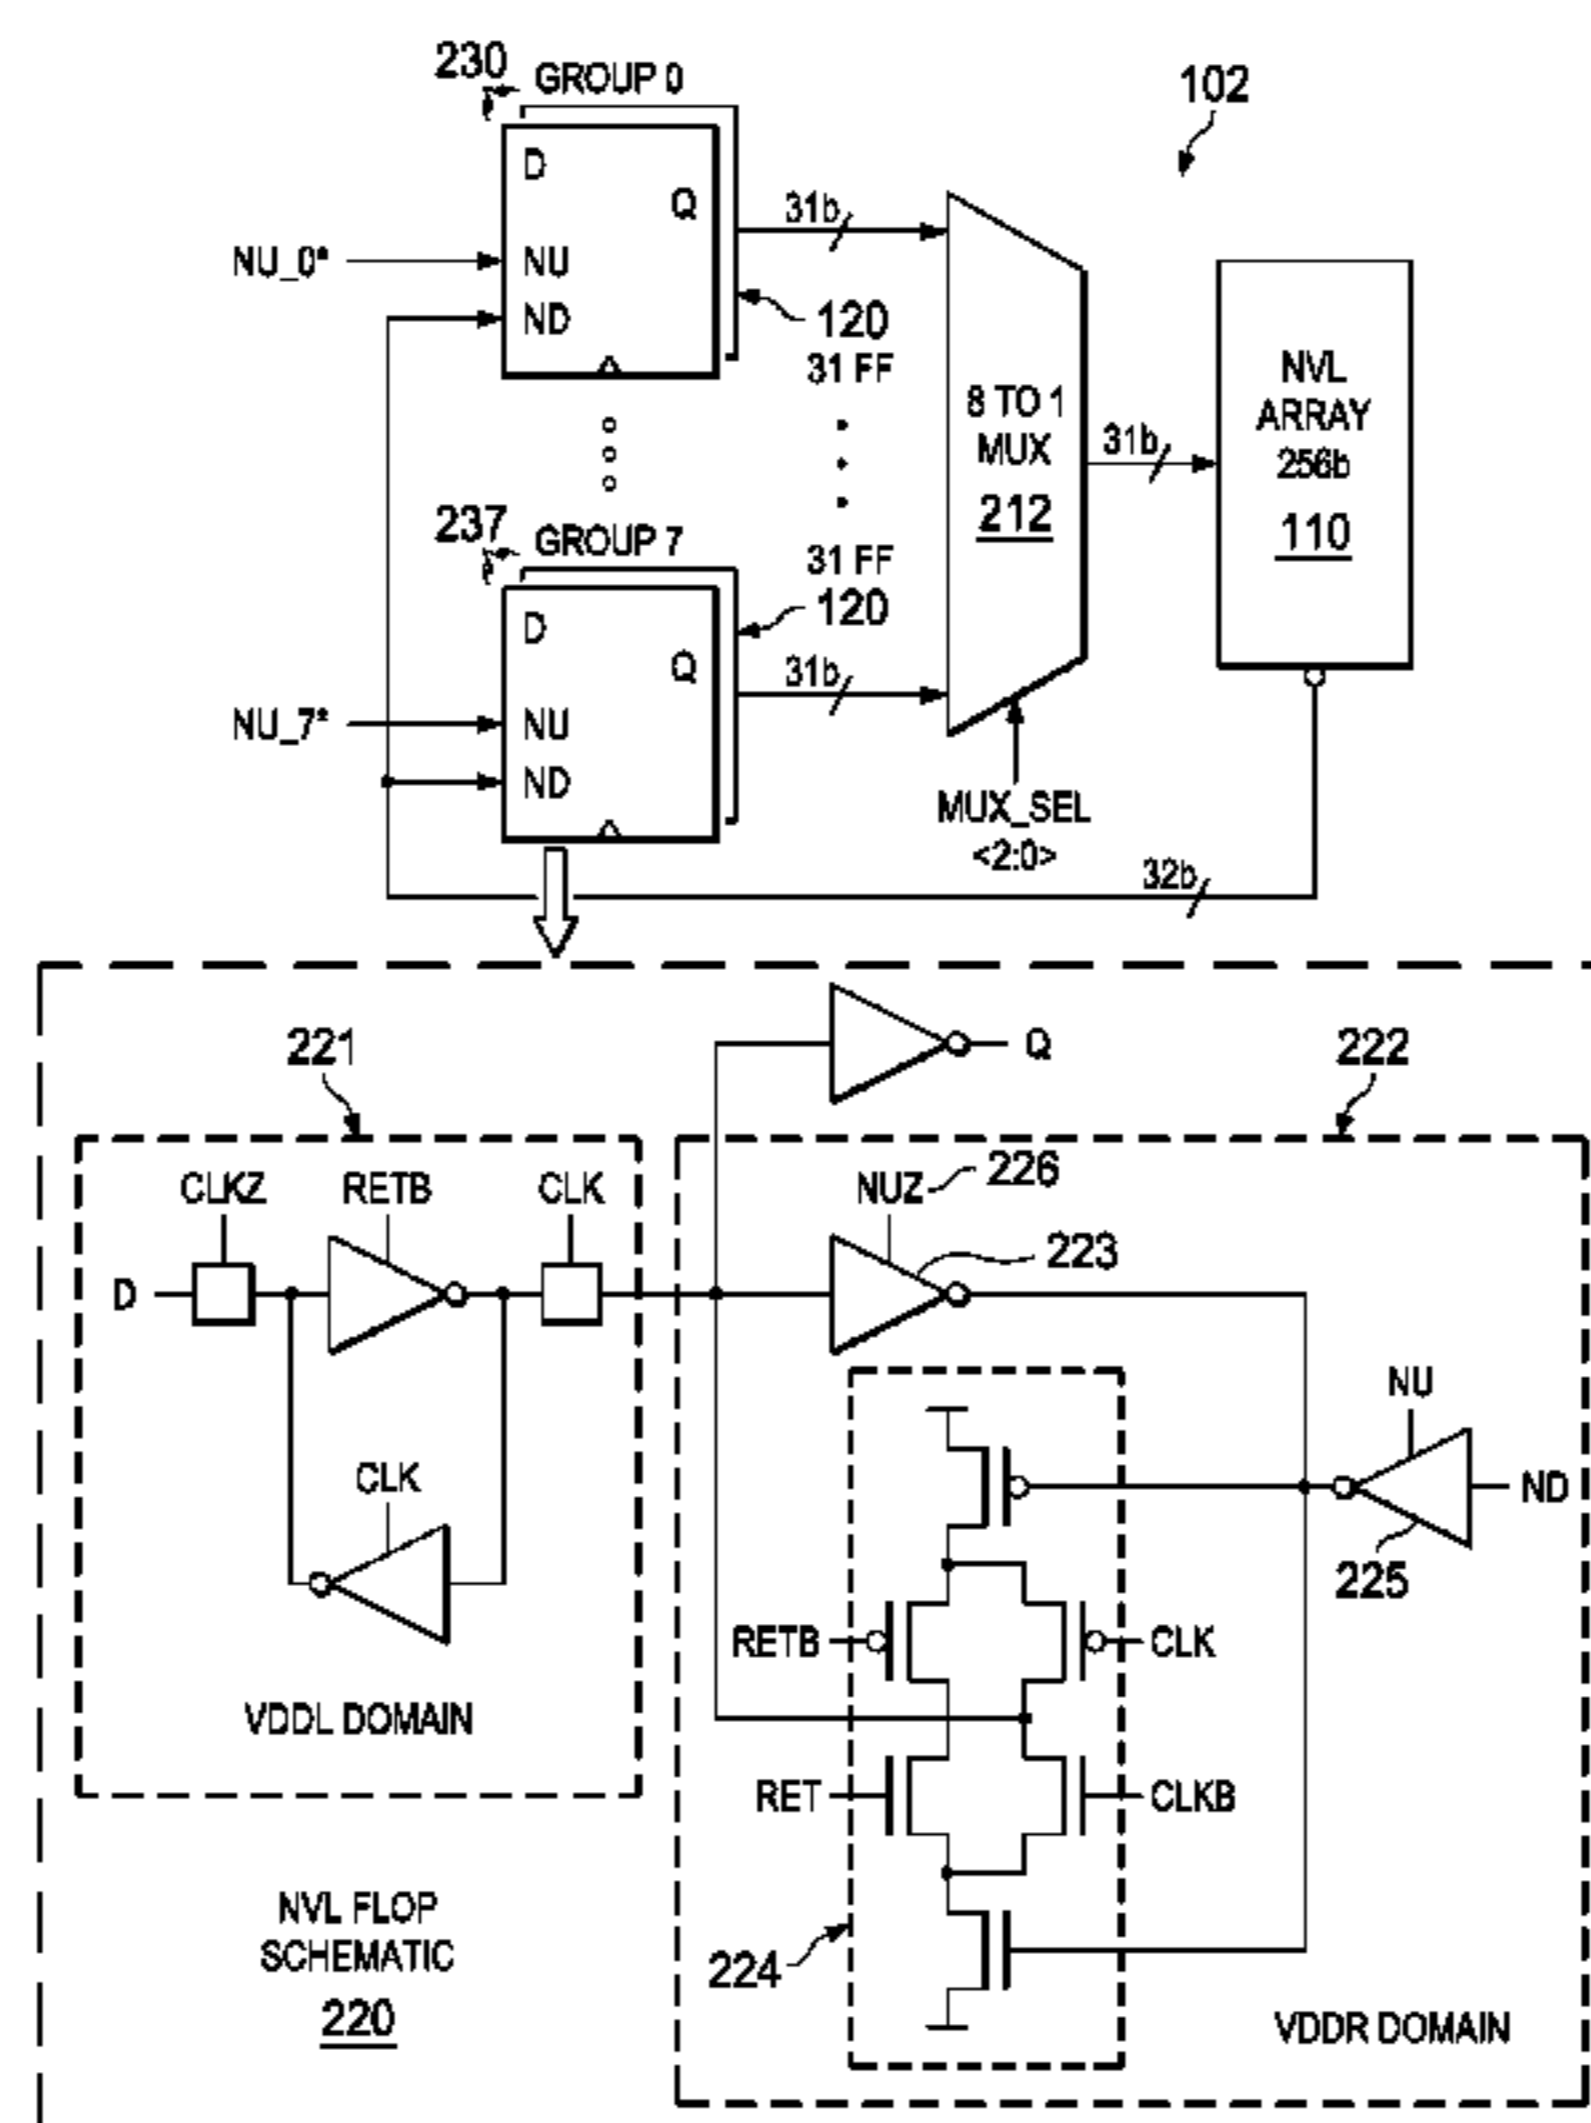 230
GROUP 0
102
D
Q
31b
NU_0*
NU
ND
120
31 FF
8 TO 1
MUX
212
31b
NVL
ARRAY
256b
110
237
GROUP 7
31 FF
120
D
Q
31b
NU_7*
NU
ND
MUX_SEL
<2:0>
32b
221
Q
222
CLKZ
RETB
CLK
NUZ
226
D
223
NU
CLK
ND
225
RETB
CLK
VDDL DOMAIN
RET
CLKB
NVL FLOP
SCHEMATIC
220
224
VDDR DOMAIN